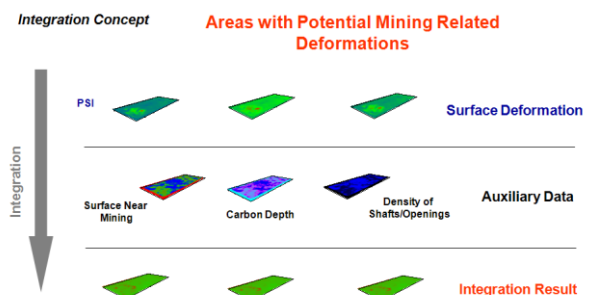 Integration Concept
Areas with Potential Mining Related
Deformations
PSI
Surface Deformation
Integration
Surface Near
Mining
Carbon Depth
Density of
Shafts/Openings
Auxiliary Data
Integration Result